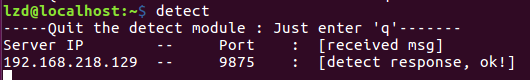 lzd@localhost:~$ detect
-----Quit the detect module : Just enter 'q'-------
Server IP -- Port : [received msg]
192.168.218.129 -- 9875 : [detect response, ok!]